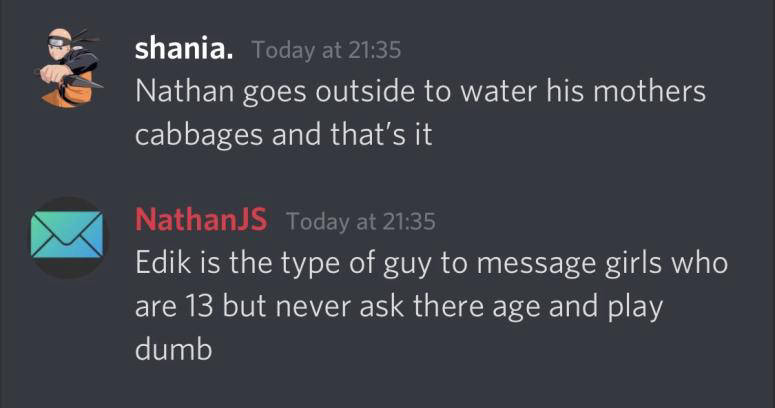 shania. Today at 21:35
Nathan goes outside to water his mothers
cabbages and that's it
NathanJS Today at 21:35
Edik is the type of guy to message girls who
are 13 but never ask there age and play
dumb